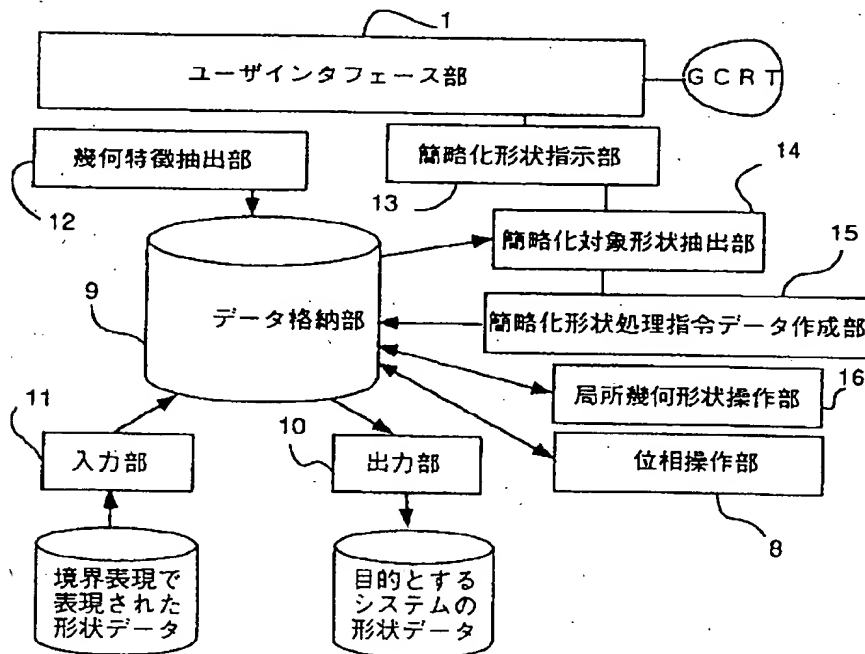 1
ユーザインタフェース部
GCRT
幾何特徴抽出部
12
簡略化形状指示部
13
14
簡略化対象形状抽出部
15
簡略化形状処理指令データ作成部
9
データ格納部
局所幾何形状操作部
16
11
入力部
10
出力部
位相操作部
8
境界表現で
表現された
形状データ
目的とする
システムの
形状データ